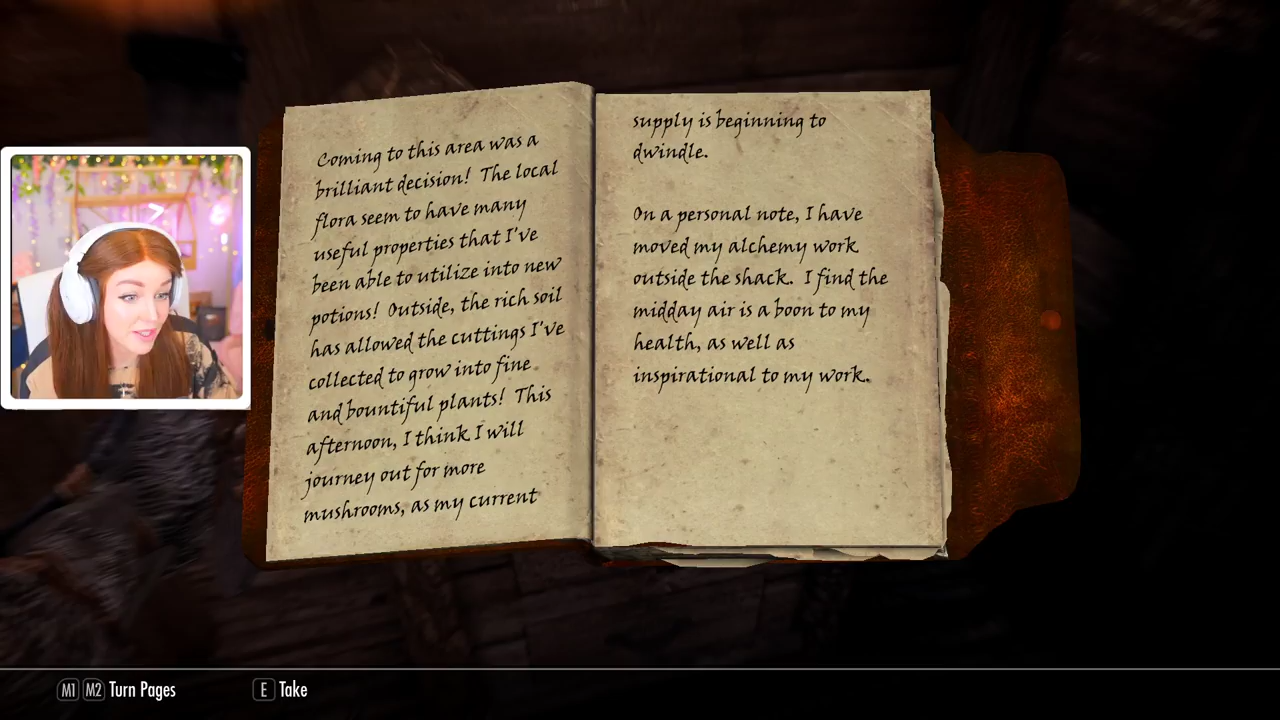 Coming to this area was a
brilliant decision! The local
flora seem to have many
useful properties that I've
been able to utilize into new
potions! Outside, the rich soil
has allowed the cuttings I've
collected to grow into fine
and bountiful plants! This
afternoon, I think I will
journey out for more
mushrooms, as my current
supply is beginning to
dwindle.
On a personal note, I have
moved my alchemy work
outside the shack. I find the
midday air is a boon to my
health, as well as
inspirational to my work.
M1 M2 Turn Pages
E Take